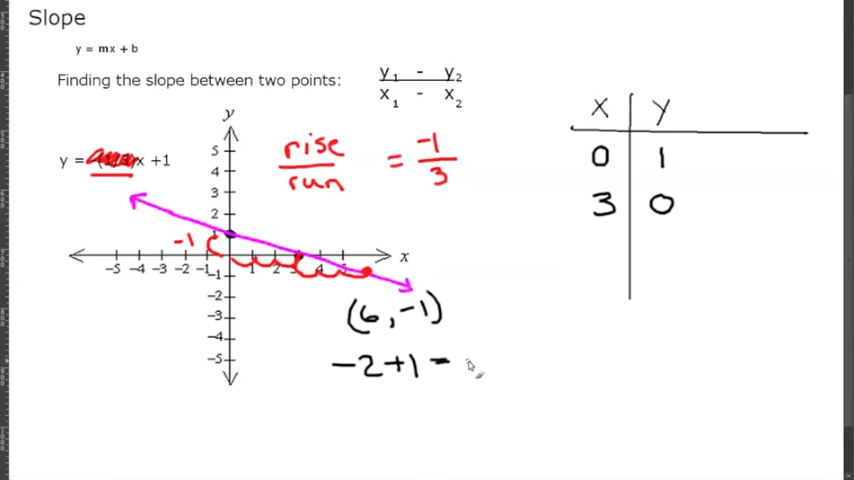 Slope
y = mx + b
Finding the slope between two points:
y1 - y2
x1 - x2
x y
0 1
3 0
y = x +1
rise
run
= -1
3
y
5
4
3
2
1
-1
-5 -4 -3 -2 -1 1 2 3 4 5 x
-1
-2
-3
-4
-5
(6, -1)
-2+1=